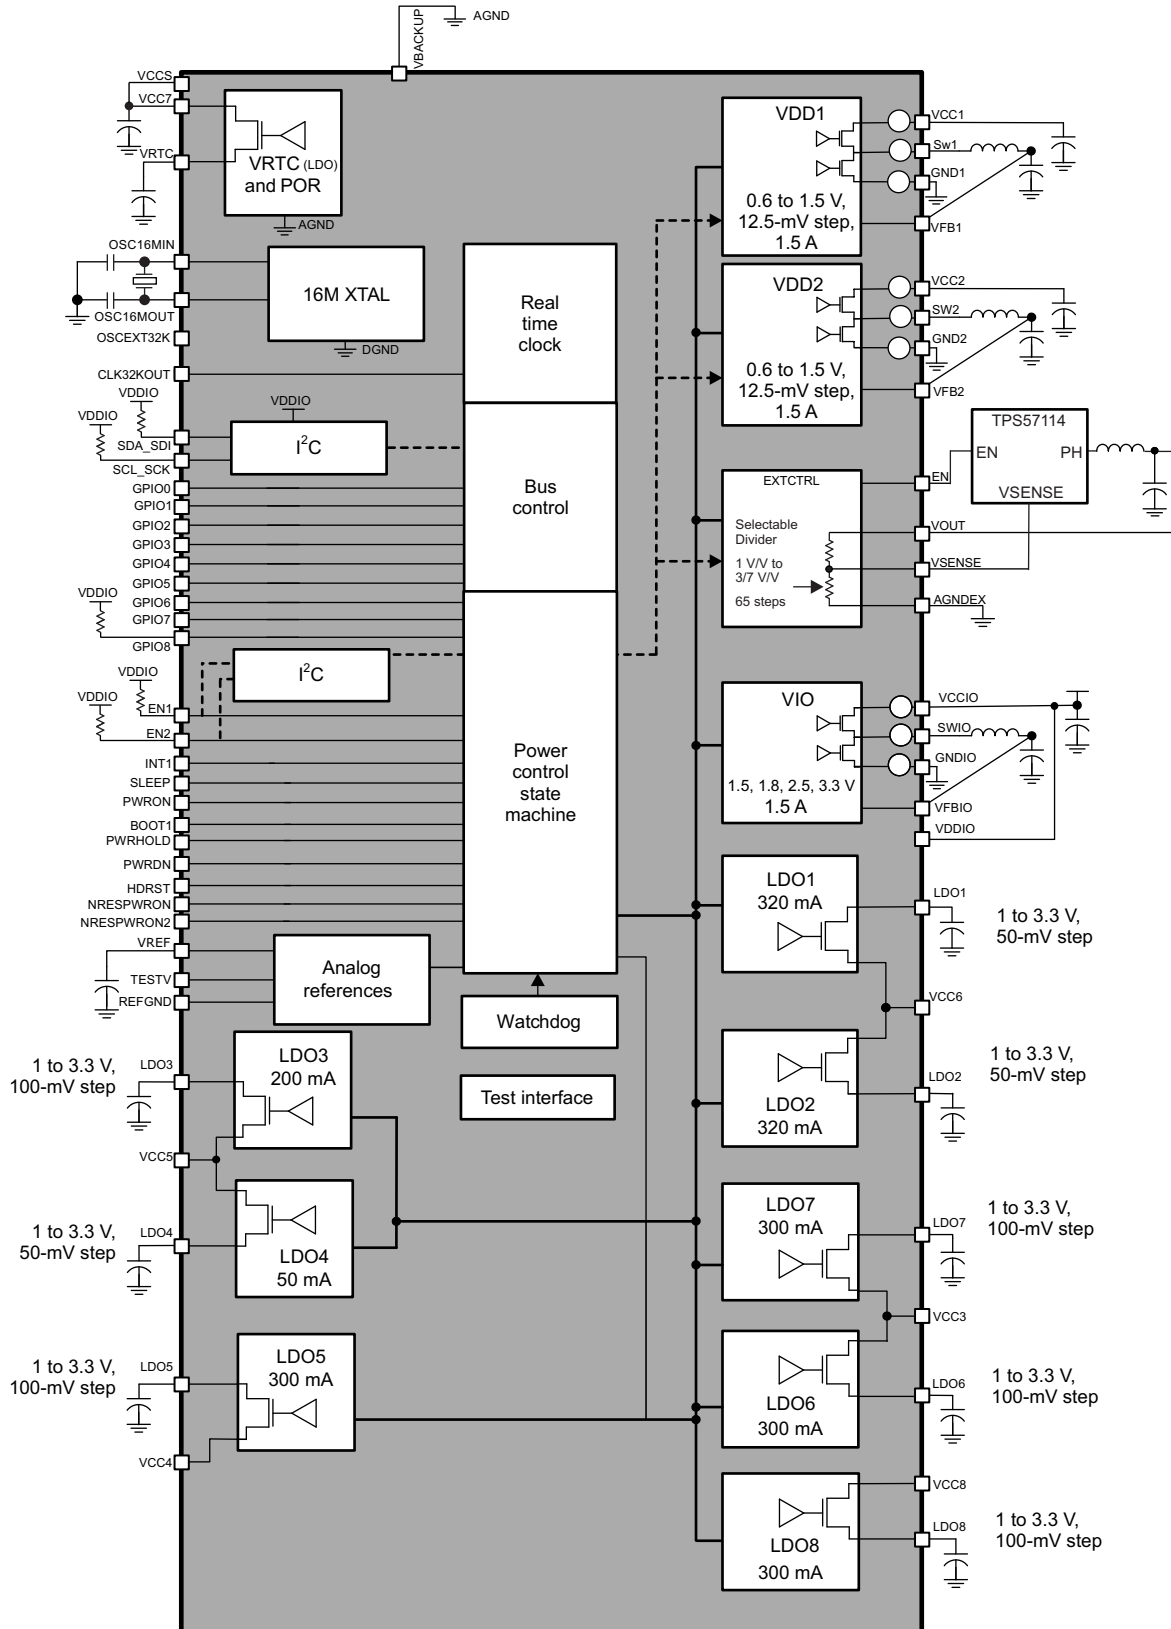 VBACKUP
AGND
VCCS
VCC7
VRTC
VRTC (LDO)
and POR
AGND
OSC16MIN
OSC16MOUT
16M XTAL
DGND
OSCEXT32K
CLK32KOUT
VDDIO
VDDIO
VDDIO
I2C
SDA_SDI
SCL_SCK
GPIO0
GPIO1
GPIO2
GPIO3
GPIO4
GPIO5
GPIO6
GPIO7
GPIO8
VDDIO
I2C
VDDIO
VDDIO
EN1
EN2
INT1
SLEEP
PWRON
BOOT1
PWRHOLD
PWRDN
HDRST
NRESPWRON
NRESPWRON2
VREF
TESTV
REFGND
Analog
references
Real
time
clock
Bus
control
Power
control
state
machine
Watchdog
Test interface
LDO3
200 mA
LDO3
1 to 3.3 V,
100-mV step
VCC5
LDO4
50 mA
LDO4
1 to 3.3 V,
50-mV step
LDO5
300 mA
LDO5
1 to 3.3 V,
100-mV step
VCC4
VDD1
0.6 to 1.5 V,
12.5-mV step,
1.5 A
VCC1
Sw1
GND1
VFB1
VDD2
0.6 to 1.5 V,
12.5-mV step,
1.5 A
VCC2
SW2
GND2
VFB2
TPS57114
EN
PH
VSENSE
EXTCTRL
Selectable
Divider
1 V/V to
3/7 V/V
65 steps
EN
VOUT
VSENSE
AGNDEX
VIO
1.5, 1.8, 2.5, 3.3 V
1.5 A
VCCIO
SWIO
GNDIO
VFBIO
VDDIO
LDO1
320 mA
LDO1
1 to 3.3 V,
50-mV step
VCC6
LDO2
320 mA
LDO2
1 to 3.3 V,
50-mV step
LDO7
300 mA
LDO7
1 to 3.3 V,
100-mV step
VCC3
LDO6
300 mA
LDO6
1 to 3.3 V,
100-mV step
LDO8
300 mA
VCC8
LDO8
1 to 3.3 V,
100-mV step